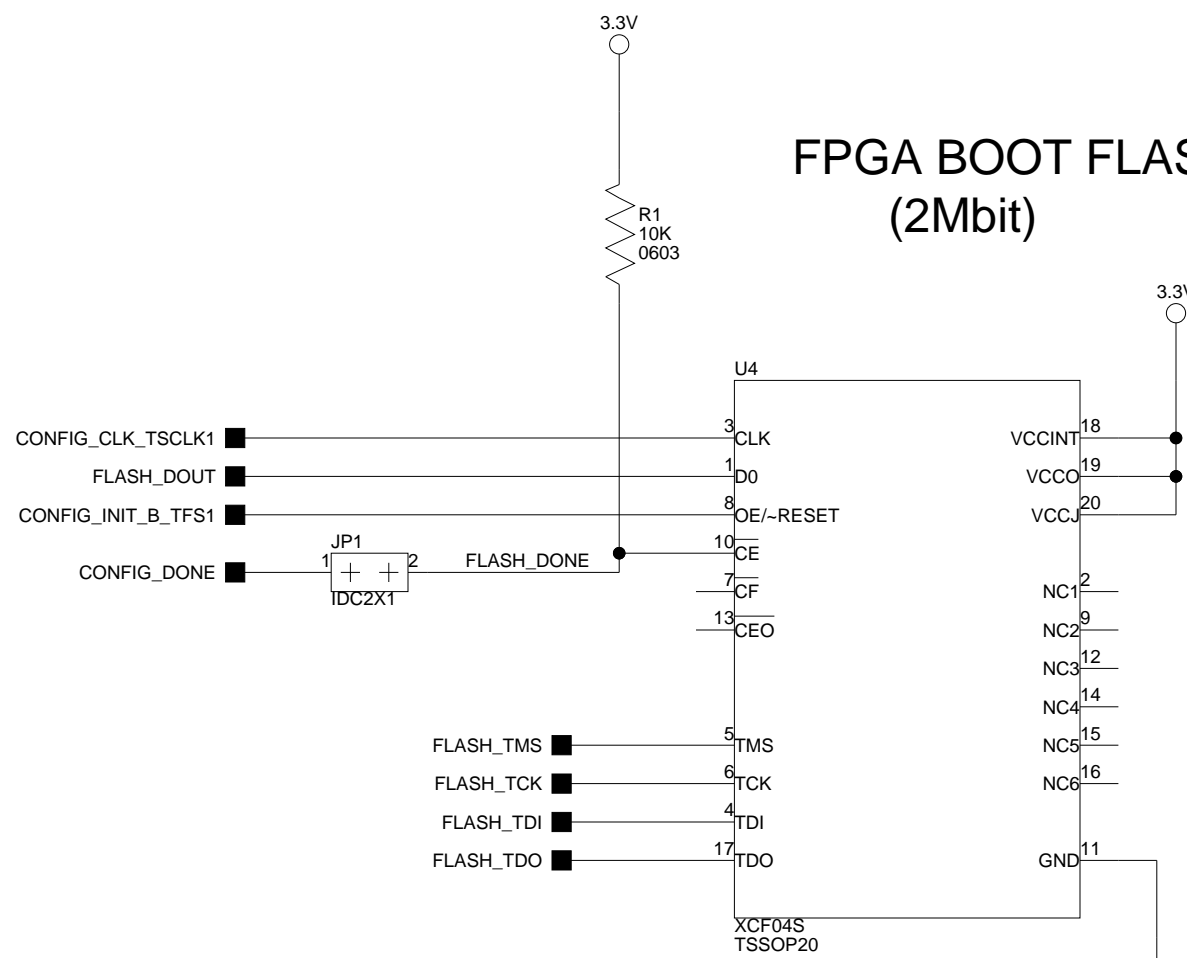 3.3V
FPGA BOOT FLAS
(2Mbit)
R1
10K
0603
3.3V
U4
CONFIG_CLK_TSCLK1
3
CLK
VCCINT
18
FLASH_DOUT
1
D0
VCCO
19
CONFIG_INIT_B_TFS1
8
OE/~RESET
VCCJ
20
JP1
10
CE
CONFIG_DONE
1
2
FLASH_DONE
IDC2X1
7
CF
NC1
2
13
CEO
NC2
9
NC3
12
NC4
14
FLASH_TMS
5
TMS
NC5
15
FLASH_TCK
6
TCK
NC6
16
FLASH_TDI
4
TDI
FLASH_TDO
17
TDO
GND
11
XCF04S
TSSOP20